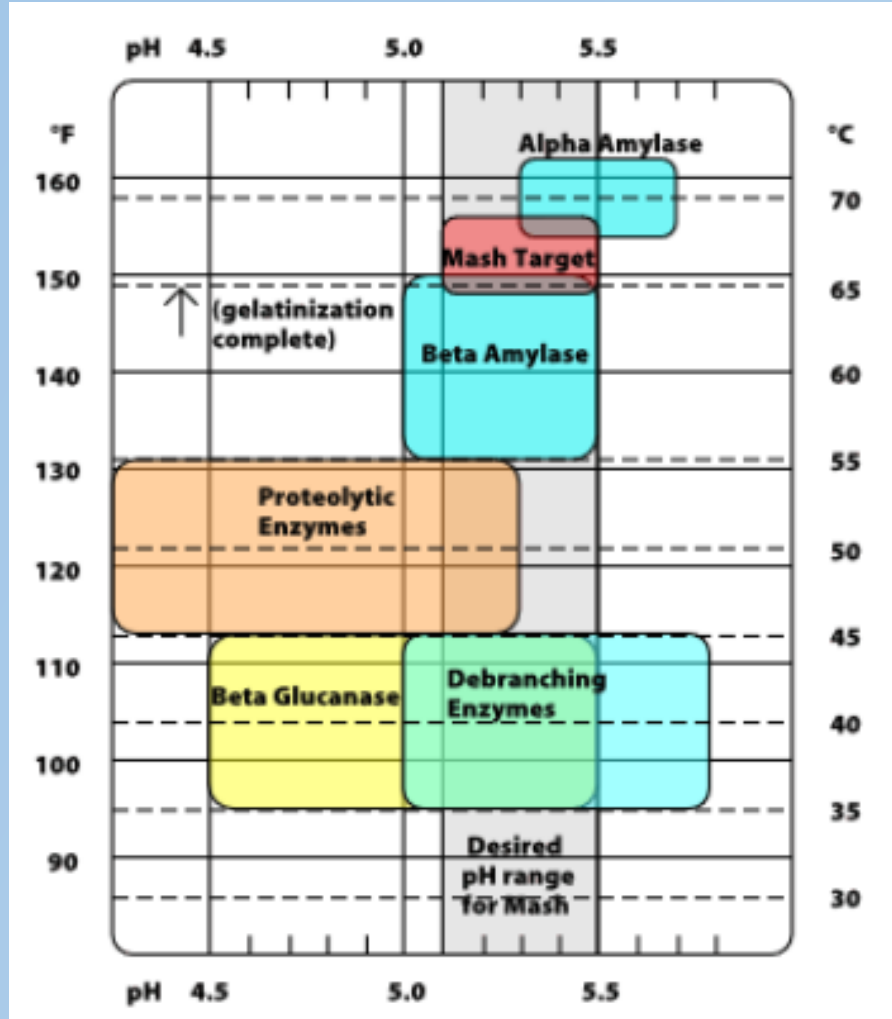 pH 4.5 5.0 5.5
°F °C
Alpha Amylase
160
70
Mash Target
150
65
(gelatinization
complete)
Beta Amylase
140
60
130
55
Proteolytic
Enzymes
50
120
45
110
Debranching
Enzymes
Beta Glucanase
40
100
35
Desired
pH range
for Mash
90
30
pH 4.5 5.0 5.5